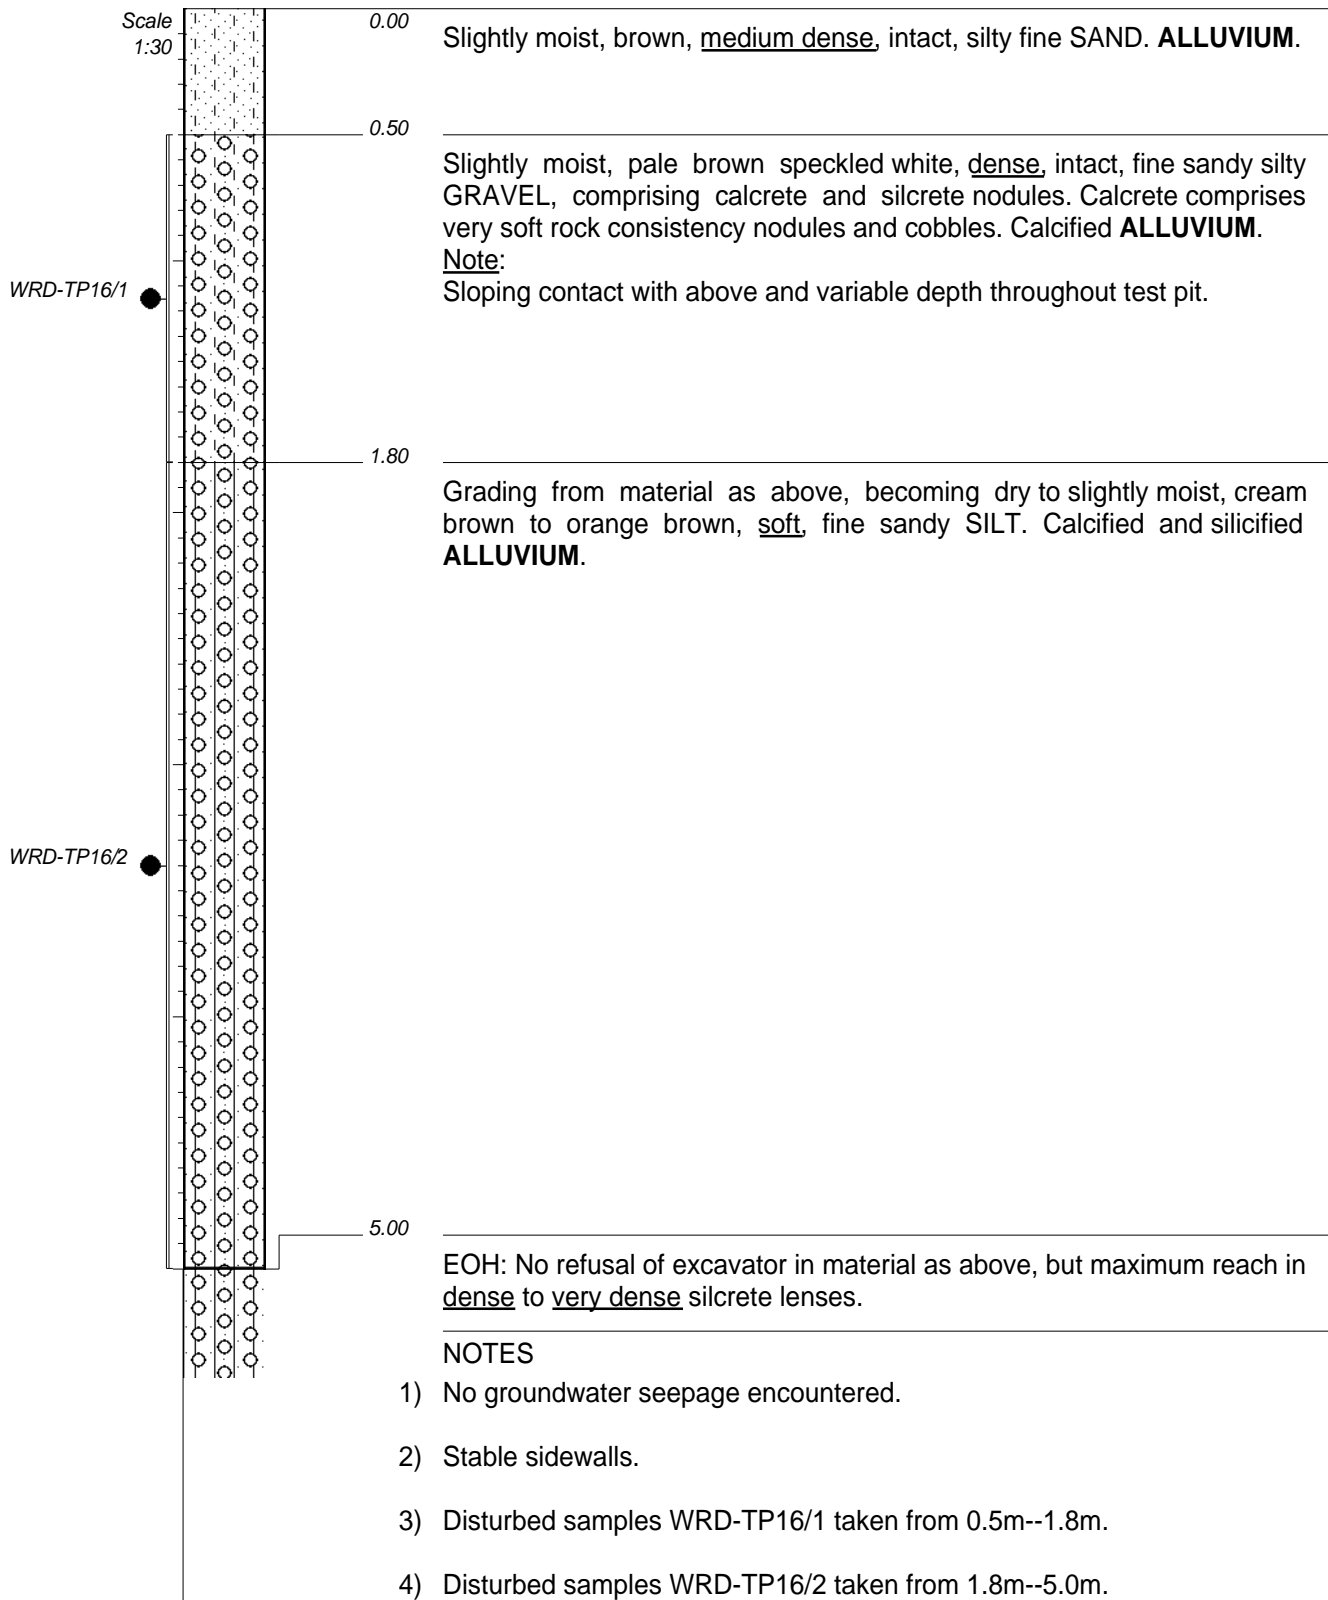 Scale
1:30
0.00
Slightly moist, brown, medium dense, intact, silty fine SAND. ALLUVIUM.
0.50
Slightly moist, pale brown speckled white, dense, intact, fine sandy silty
GRAVEL, comprising calcrete and silcrete nodules. Calcrete comprises
very soft rock consistency nodules and cobbles. Calcified ALLUVIUM.
Note:
Sloping contact with above and variable depth throughout test pit.
WRD-TP16/1
1.80
Grading from material as above, becoming dry to slightly moist, cream
brown to orange brown, soft, fine sandy SILT. Calcified and silicified
ALLUVIUM.
WRD-TP16/2
5.00
EOH: No refusal of excavator in material as above, but maximum reach in
dense to very dense silcrete lenses.
NOTES
1) No groundwater seepage encountered.
2) Stable sidewalls.
3) Disturbed samples WRD-TP16/1 taken from 0.5m--1.8m.
4) Disturbed samples WRD-TP16/2 taken from 1.8m--5.0m.